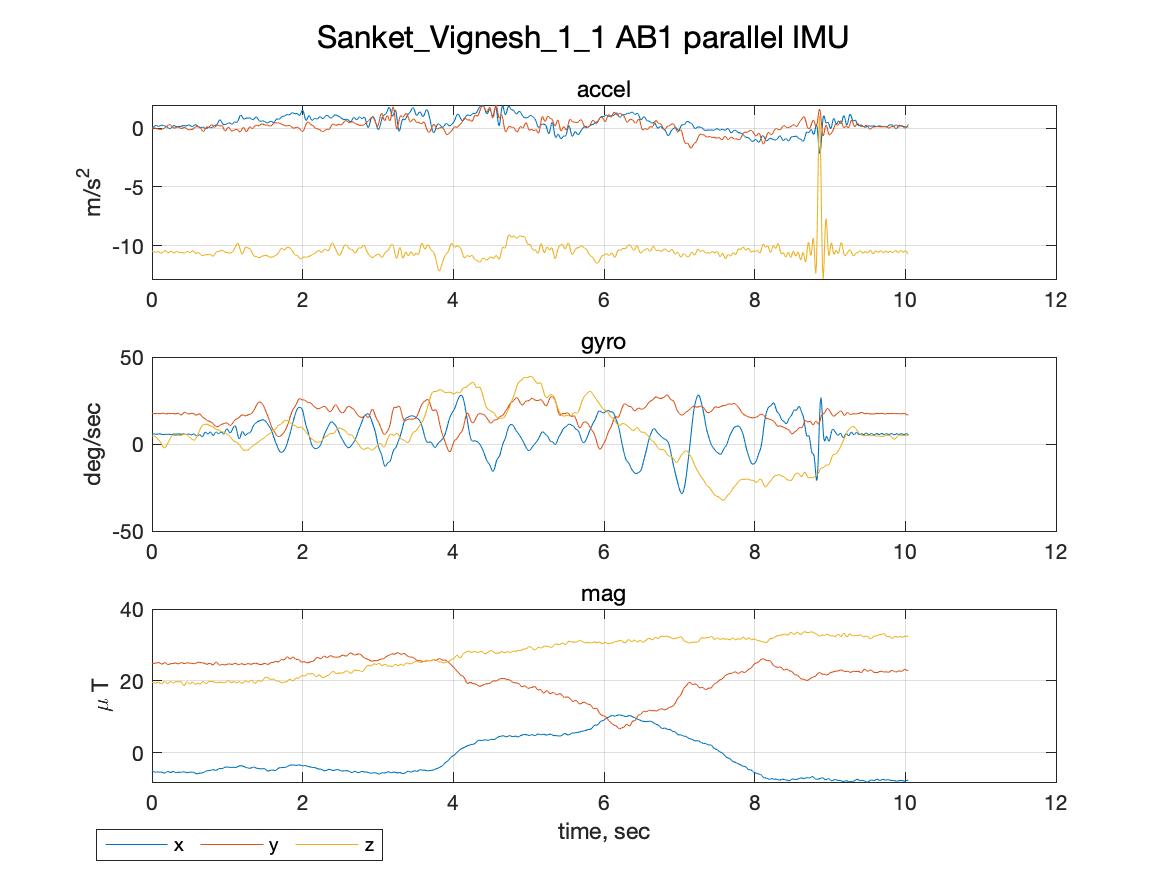 Sanket_Vignesh_1_1 AB1 parallel IMU
accel
0
-5
-10
m/s²
0 2 4 6 8 10 12
gyro
50
0
-50
deg/sec
0 2 4 6 8 10 12
mag
40
20
0
μ T
0 2 4 6 8 10 12
time, sec
x y z